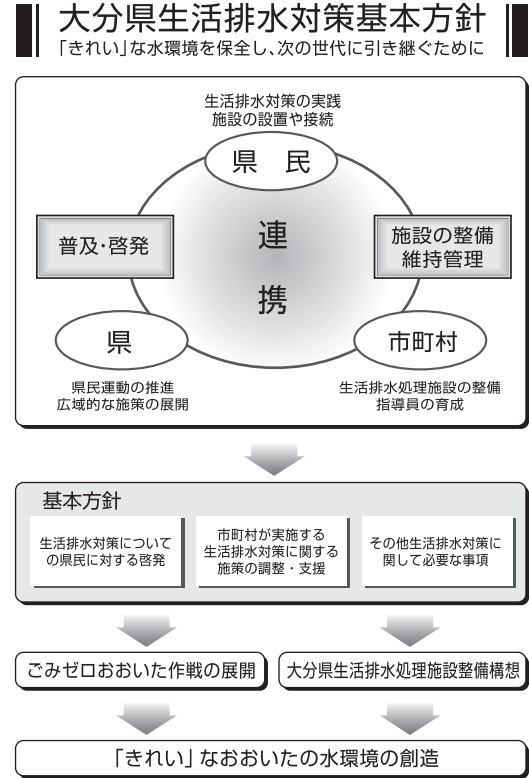 大分県生活排水対策基本方針
「きれい」な水環境を保全し、次の世代に引き継ぐために
生活排水対策の実践
施設の設置や接続
県　民
連
携
普及・啓発
施設の整備
維持管理
県
市町村
県民運動の推進
広域的な施策の展開
生活排水処理施設の整備
指導員の育成
基本方針
生活排水対策について
の県民に対する啓発
市町村が実施する
生活排水対策に関する
施策の調整・支援
その他生活排水対策に
関して必要な事項
ごみゼロおおいた作戦の展開
大分県生活排水処理施設整備構想
「きれい」なおおいたの水環境の創造